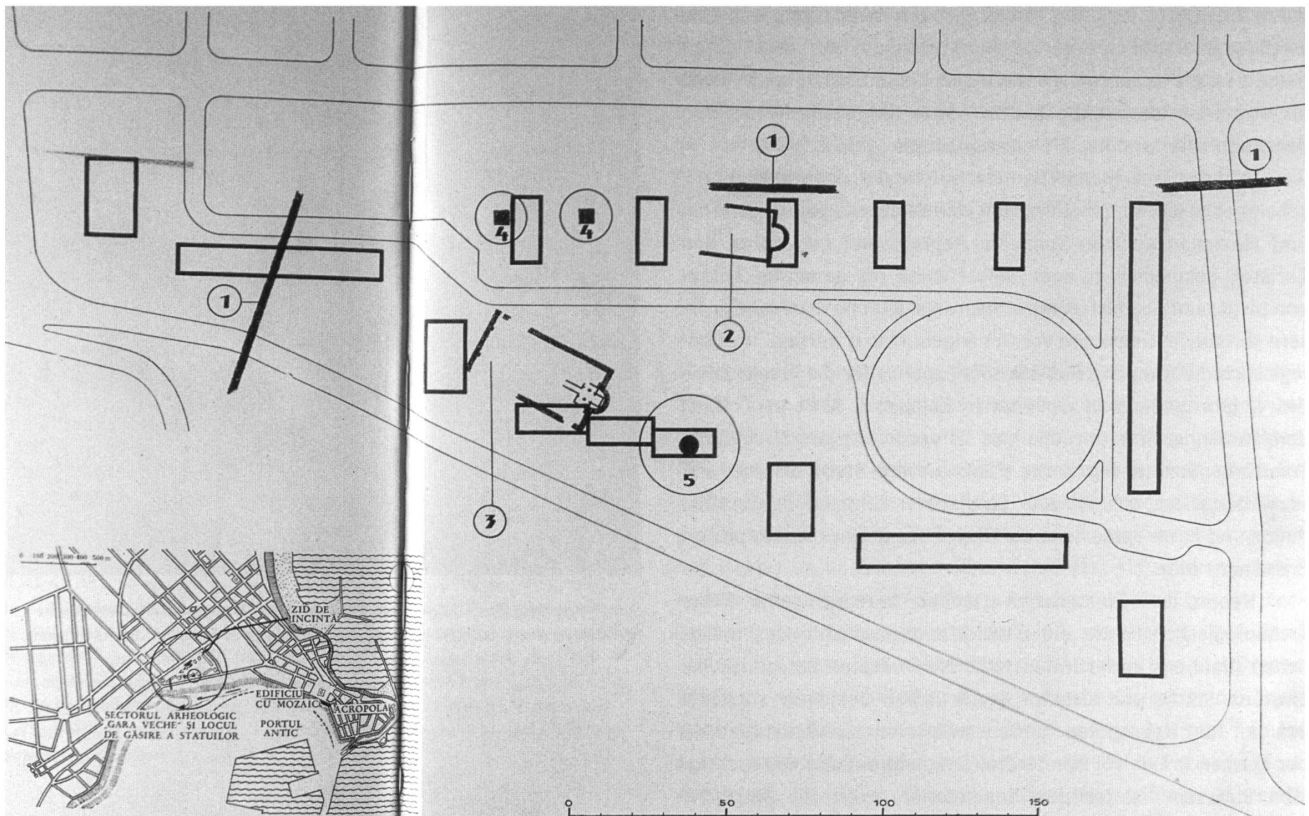 1
1
4
4
1
2
3
5
0 100 200 300 400 500 m
ZID DE
INCINTĂ
EDIFICIUL
CU MOZAIC
ACROPOLA
SECTORUL ARHEOLOGIC
"GARA VECHE" ȘI LOCUL
DE GĂSIRE A STATUILOR
PORTUL
ANTIC
0 50 100 150